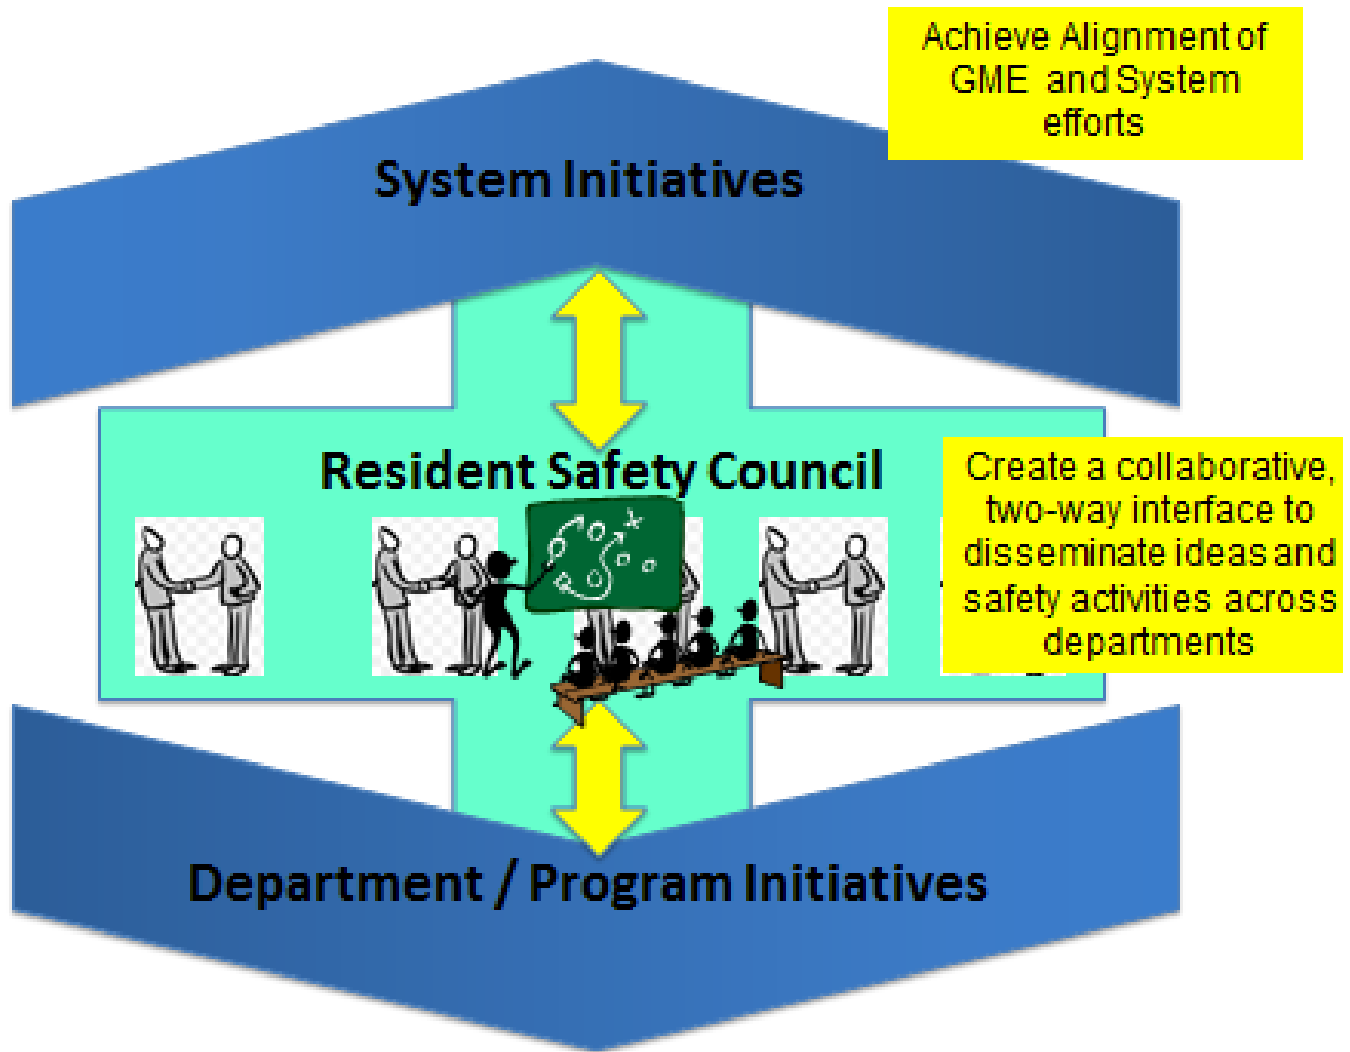 Achieve Alignment of
GME and System
efforts
System Initiatives
Resident Safety Council
Create a collaborative,
two-way interface to
disseminate ideas and
safety activities across
departments
Department / Program Initiatives